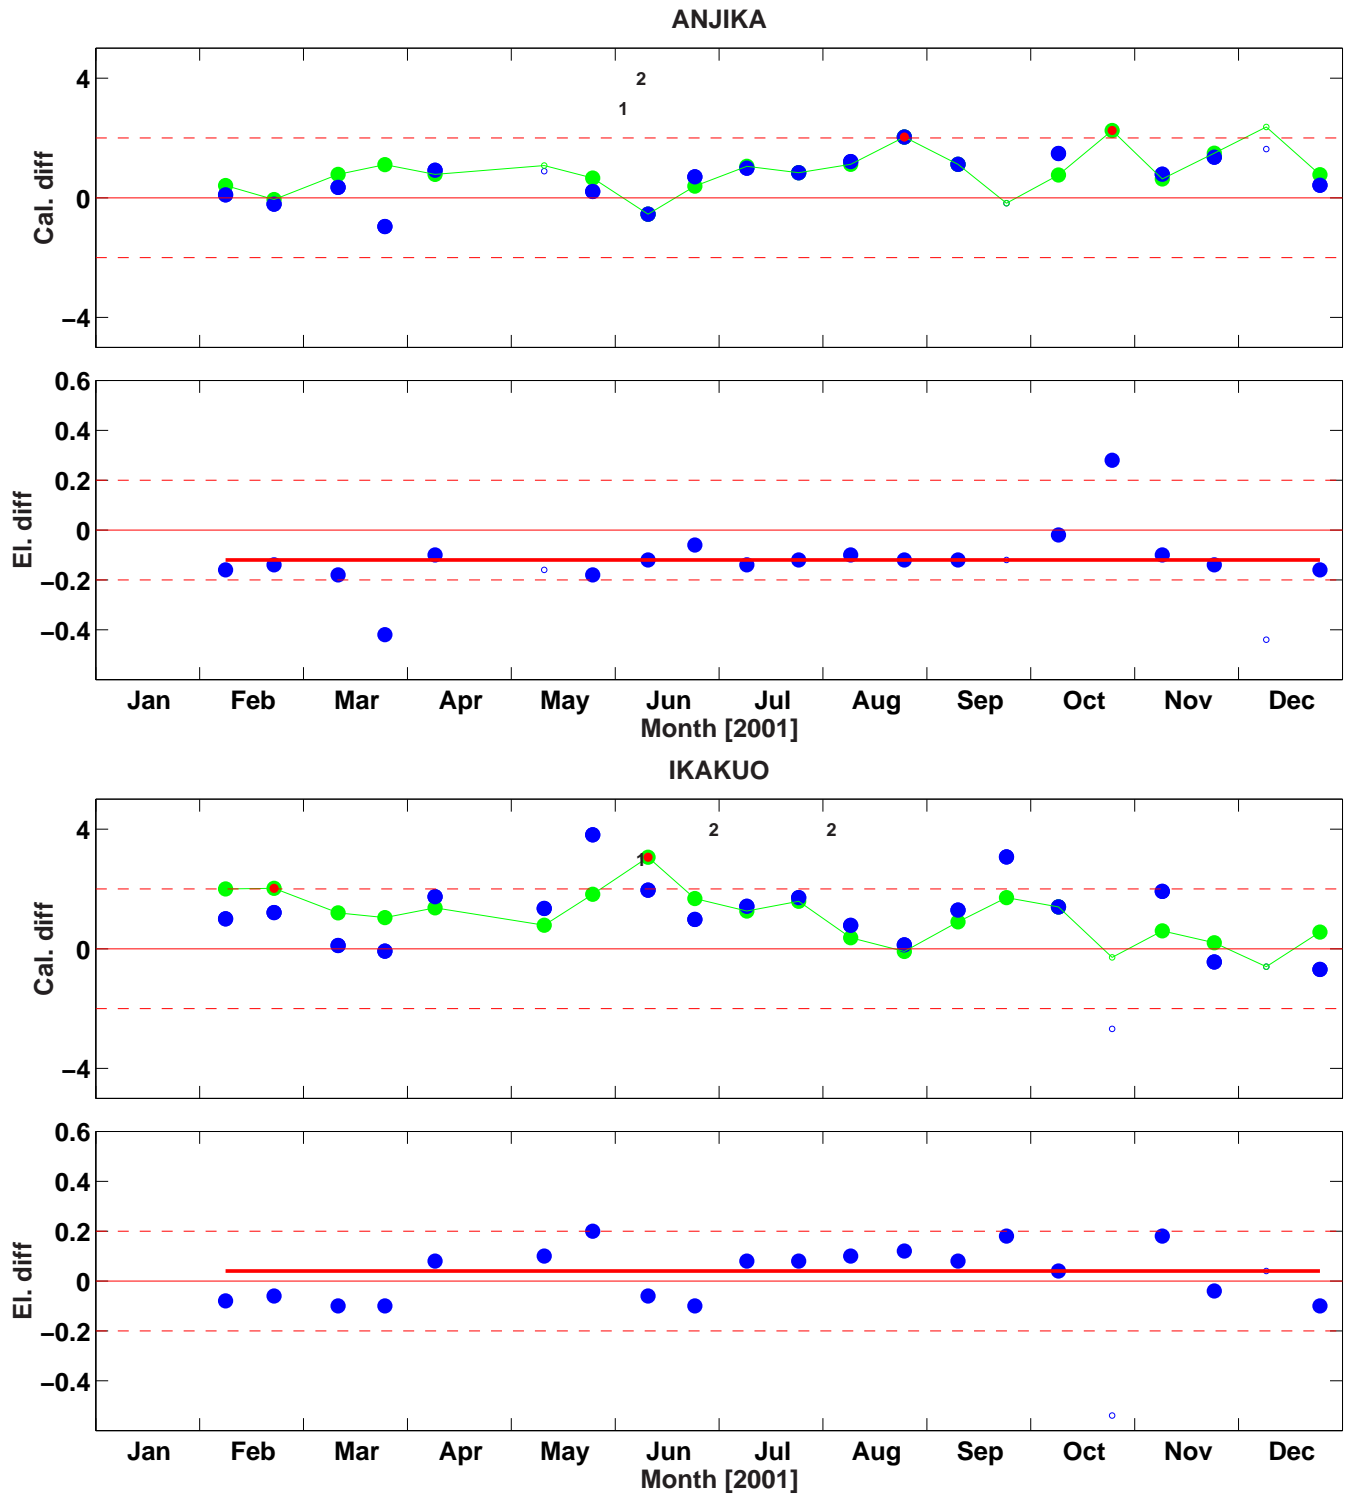 ANJIKA
4
2
1
0
−4
Cal. diff
0.6
0.4
0.2
0
−0.2
−0.4
El. diff
Jan Feb Mar Apr May Jun Jul Aug Sep Oct Nov Dec
Month [2001]
IKAKUO
4
2 2
1
0
−4
Cal. diff
0.6
0.4
0.2
0
−0.2
−0.4
El. diff
Jan Feb Mar Apr May Jun Jul Aug Sep Oct Nov Dec
Month [2001]